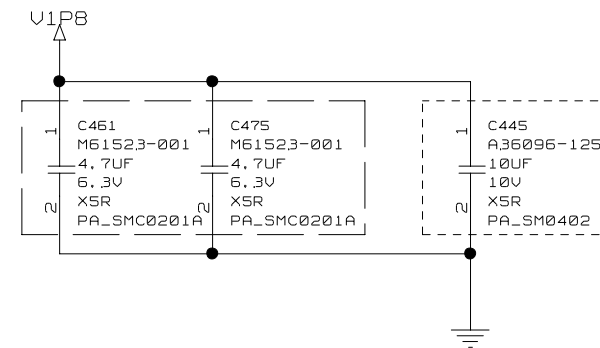 V1P8
C461
M61523-001
4.7UF
6.3V
X5R
PA_SMC0201A
1
2
C475
M61523-001
4.7UF
6.3V
X5R
PA_SMC0201A
1
2
C445
A36096-125
10UF
10V
X5R
PA_SM0402
1
2